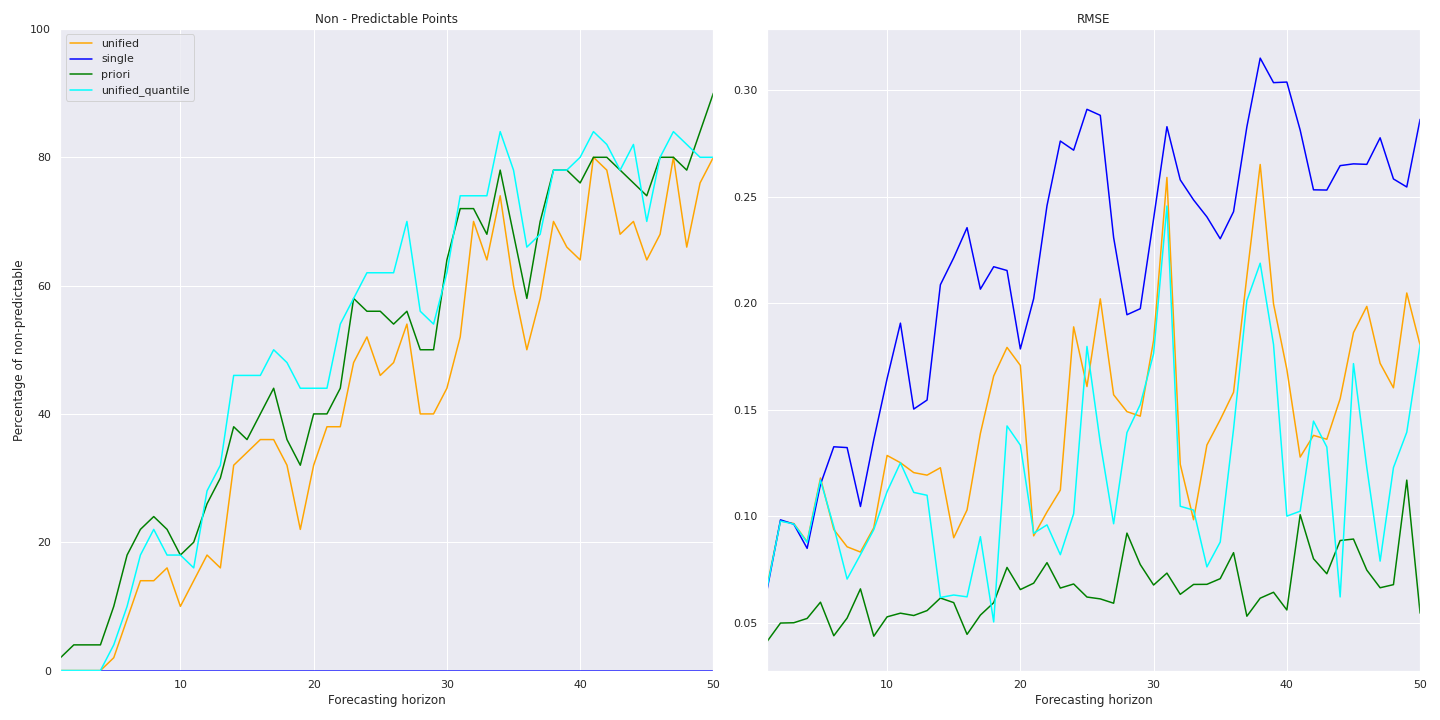 Non - Predictable Points
100
80
60
40
20
0
Percentage of non-predictable
unified
single
priori
unified_quantile
10
20
30
40
50
Forecasting horizon
RMSE
0.30
0.25
0.20
0.15
0.10
0.05
10
20
30
40
50
Forecasting horizon